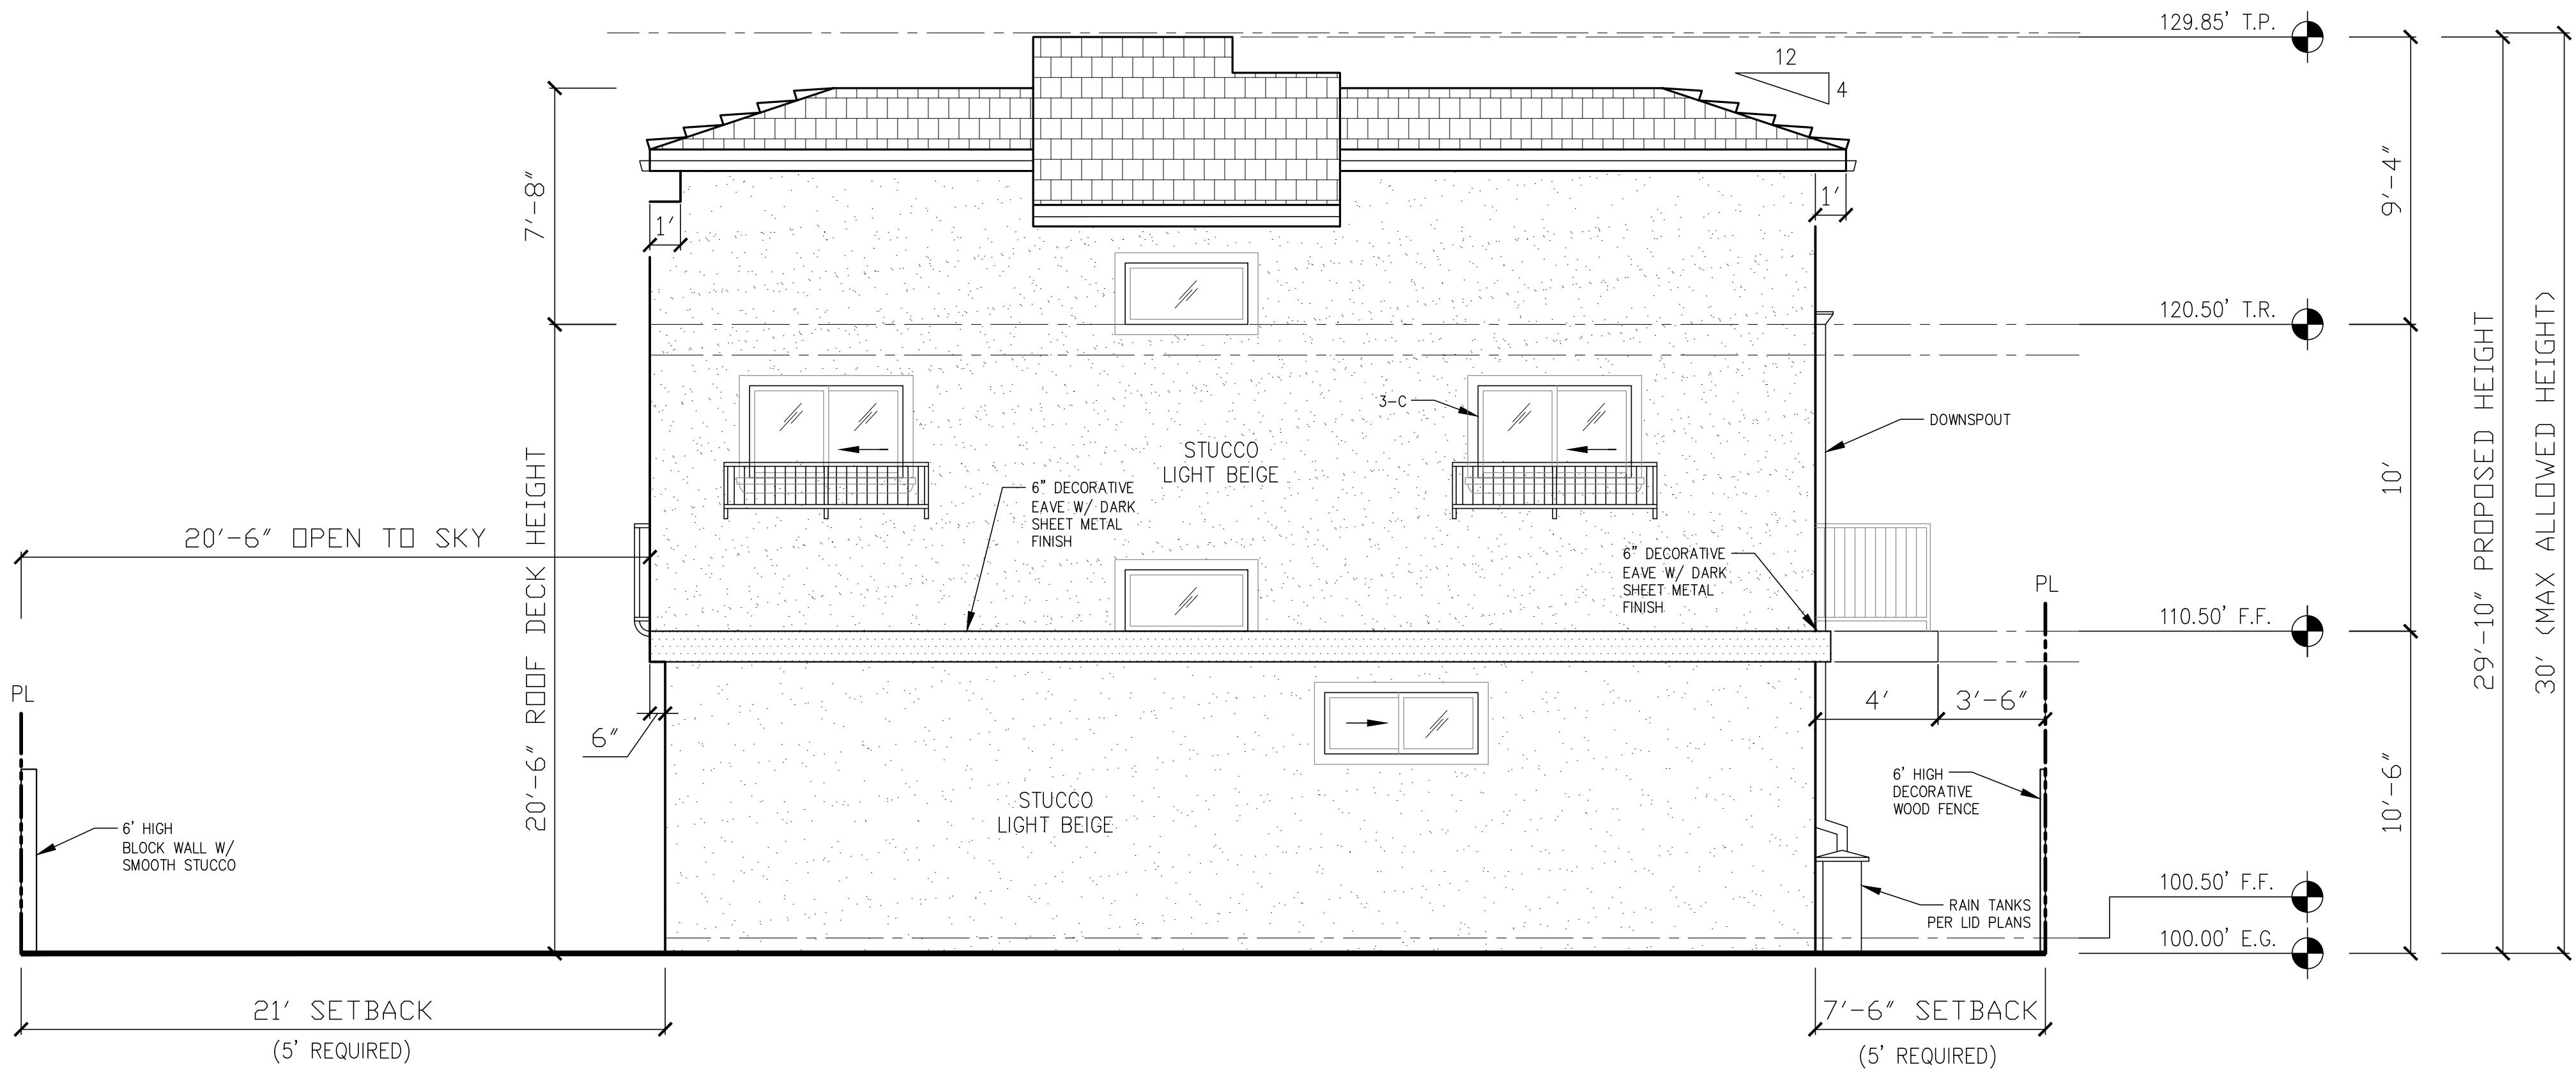 129.85' T.P.
12
4
7'-8"
1'
1'
9'-4"
120.50' T.R.
3-C
DOWNSPOUT
STUCCO
LIGHT BEIGE
6" DECORATIVE
EAVE W/ DARK
SHEET METAL
FINISH
20'-6" OPEN TO SKY
20'-6" ROOF DECK HEIGHT
6" DECORATIVE
EAVE W/ DARK
SHEET METAL
FINISH
10'
29'-10" PROPOSED HEIGHT
30' (MAX ALLOWED HEIGHT)
PL
110.50' F.F.
PL
6"
4'
3'-6"
STUCCO
LIGHT BEIGE
6' HIGH
BLOCK WALL W/
SMOOTH STUCCO
6' HIGH
DECORATIVE
WOOD FENCE
10'-6"
RAIN TANKS
PER LID PLANS
100.50' F.F.
100.00' E.G.
21' SETBACK
(5' REQUIRED)
7'-6" SETBACK
(5' REQUIRED)